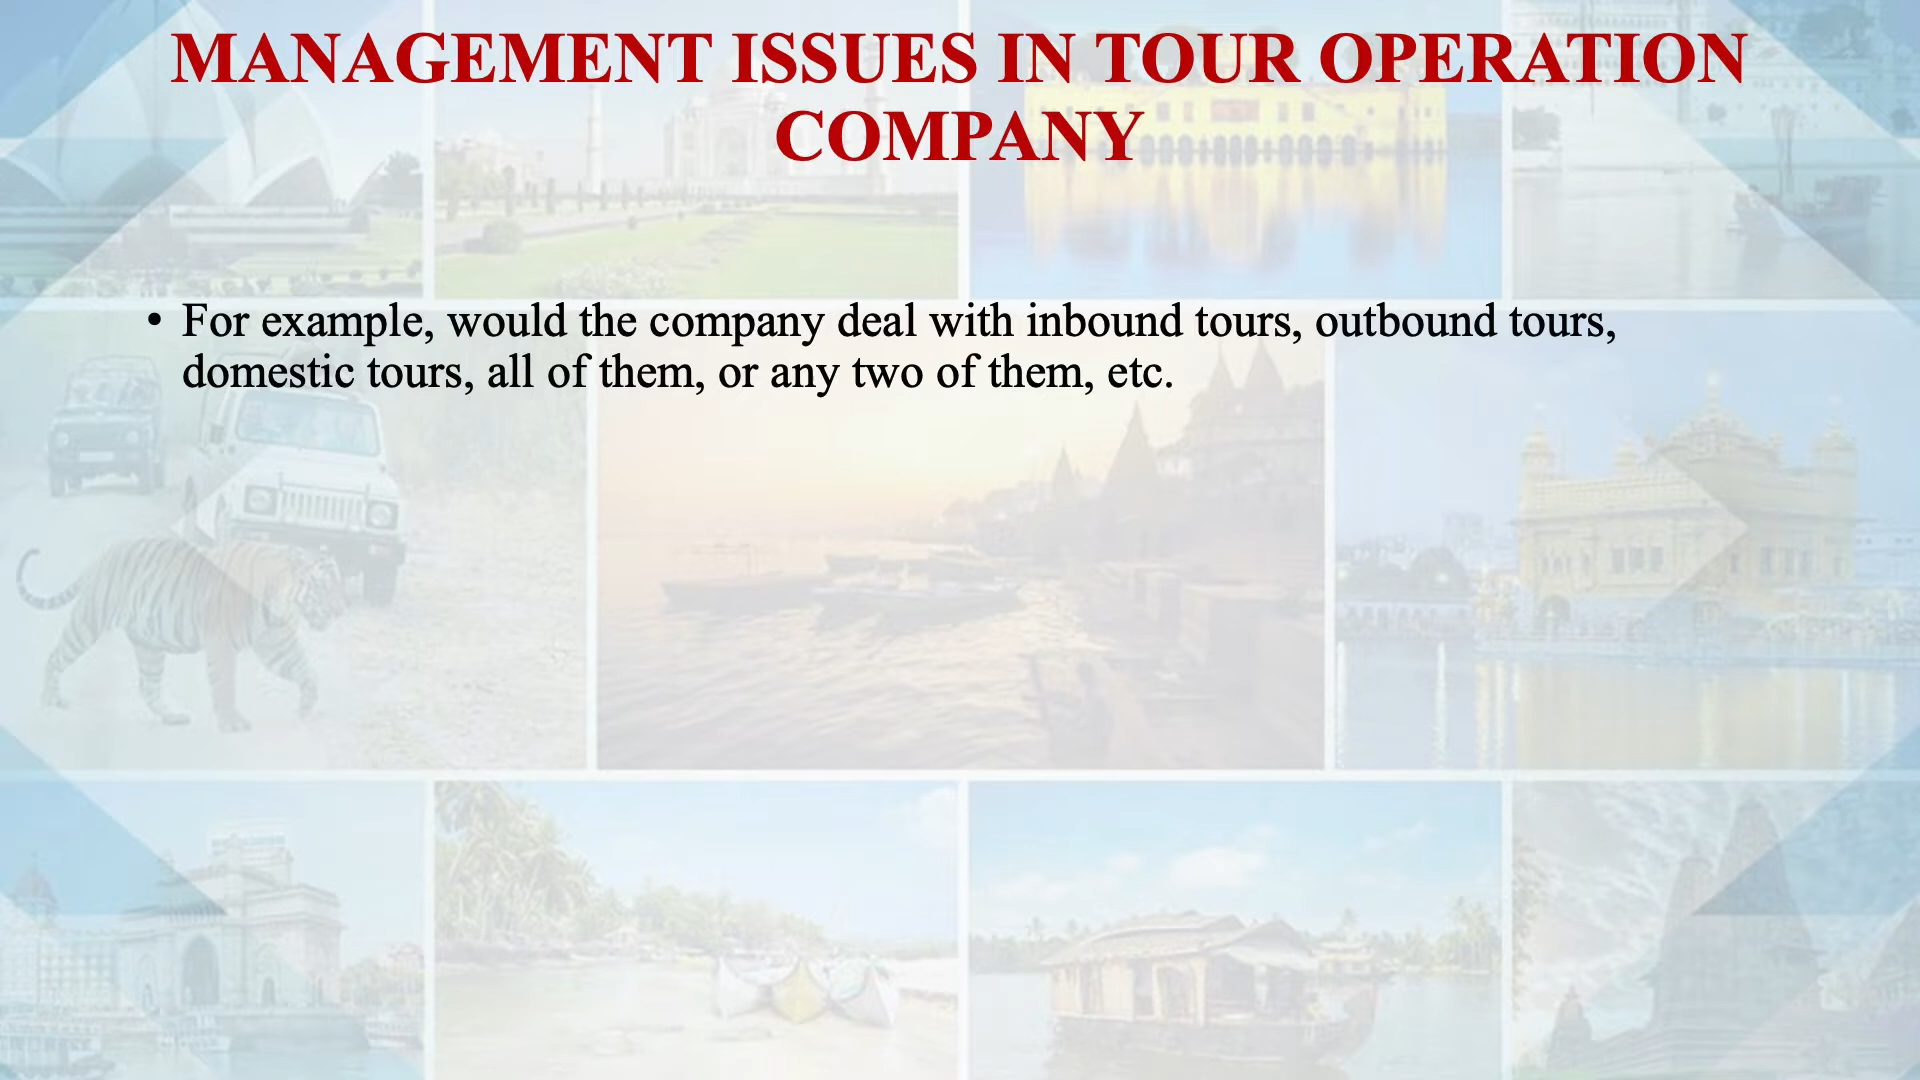 MANAGEMENT ISSUES IN TOUR OPERATION
COMPANY
• For example, would the company deal with inbound tours, outbound tours,
domestic tours, all of them, or any two of them, etc.